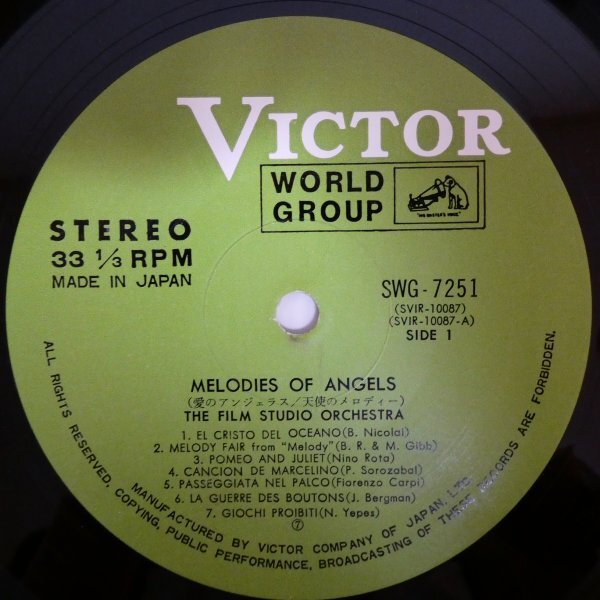 VICTOR
WORLD
GROUP
"HIS MASTER'S VOICE"
STEREO
33 1/3 RPM
MADE IN JAPAN
SWG-7251
(SVIR-10087)
(SVIR-10087-A)
SIDE 1
MELODIES OF ANGELS
(愛のアンジェラス/天使のメロディー)
THE FILM STUDIO ORCHESTRA
1. EL CRISTO DEL OCEANO(B. Nicolai)
2. MELODY FAIR from "Melody"(B. R. & M. Gibb)
3. POMEO AND JULIET(Nino Rota)
4. CANCION DE MARCELINO(P. Sorozabal)
5. PASSEGGIATA NEL PALCO(Fiorenzo Carpi)
6. LA GUERRE DES BOUTONS(J. Bergman)
7. GIOCHI PROIBITI(N. Yepes)
⑦
MANUFACTURED BY VICTOR COMPANY OF JAPAN, LTD.
ALL RIGHTS RESERVED, COPYING, PUBLIC PERFORMANCE, BROADCASTING OF THESE RECORDS ARE FORBIDDEN.